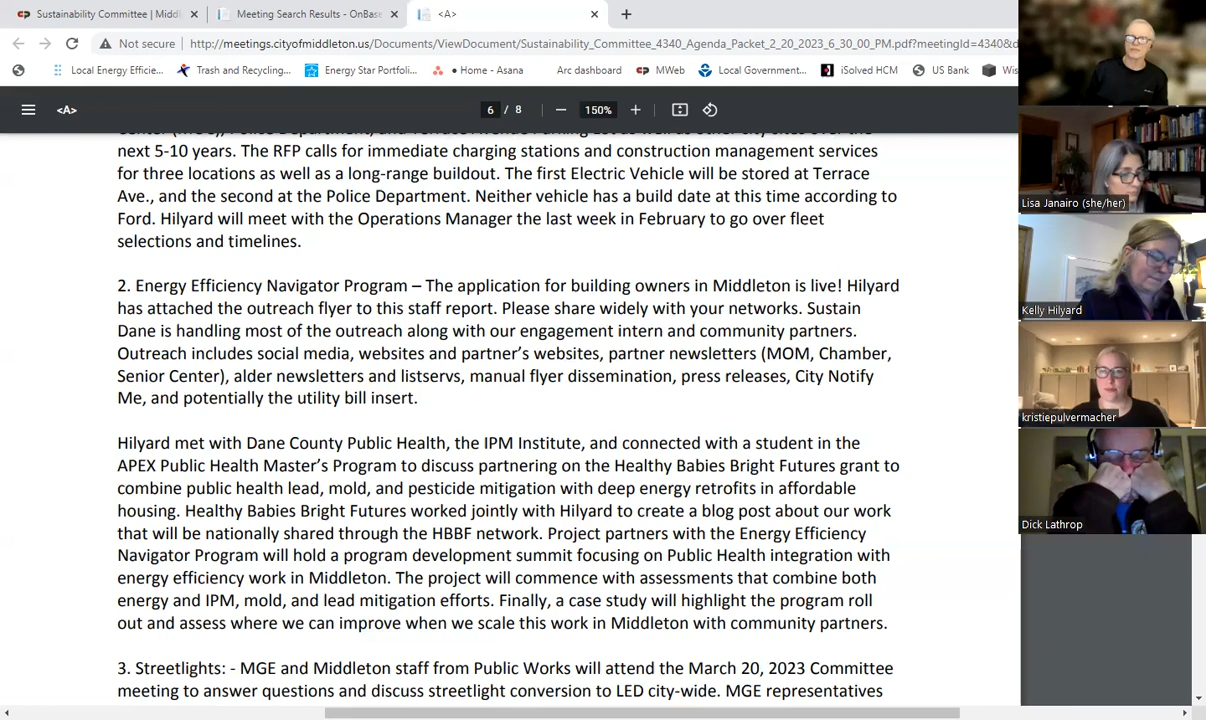 Sustainability Committee | Middl
Meeting Search Results - OnBase
<A>
Not secure | http://meetings.cityofmiddleton.us/Documents/ViewDocument/Sustainability_Committee_4340_Agenda_Packet_2_20_2023_6_30_00_PM.pdf?meetingId=4340&d
Local Energy Efficie...
Trash and Recycling...
Energy Star Portfoli...
• Home - Asana
Arc dashboard
MWeb
Local Government...
iSolved HCM
US Bank
Wis
<A>
6 / 8
150%
next 5-10 years. The RFP calls for immediate charging stations and construction management services
for three locations as well as a long-range buildout. The first Electric Vehicle will be stored at Terrace
Ave., and the second at the Police Department. Neither vehicle has a build date at this time according to
Ford. Hilyard will meet with the Operations Manager the last week in February to go over fleet
selections and timelines.
2. Energy Efficiency Navigator Program – The application for building owners in Middleton is live! Hilyard
has attached the outreach flyer to this staff report. Please share widely with your networks. Sustain
Dane is handling most of the outreach along with our engagement intern and community partners.
Outreach includes social media, websites and partner’s websites, partner newsletters (MOM, Chamber,
Senior Center), alder newsletters and listservs, manual flyer dissemination, press releases, City Notify
Me, and potentially the utility bill insert.
Hilyard met with Dane County Public Health, the IPM Institute, and connected with a student in the
APEX Public Health Master’s Program to discuss partnering on the Healthy Babies Bright Futures grant to
combine public health lead, mold, and pesticide mitigation with deep energy retrofits in affordable
housing. Healthy Babies Bright Futures worked jointly with Hilyard to create a blog post about our work
that will be nationally shared through the HBBF network. Project partners with the Energy Efficiency
Navigator Program will hold a program development summit focusing on Public Health integration with
energy efficiency work in Middleton. The project will commence with assessments that combine both
energy and IPM, mold, and lead mitigation efforts. Finally, a case study will highlight the program roll
out and assess where we can improve when we scale this work in Middleton with community partners.
3. Streetlights: - MGE and Middleton staff from Public Works will attend the March 20, 2023 Committee
meeting to answer questions and discuss streetlight conversion to LED city-wide. MGE representatives
Lisa Janairo (she/her)
Kelly Hilyard
kristiepulvermacher
Dick Lathrop